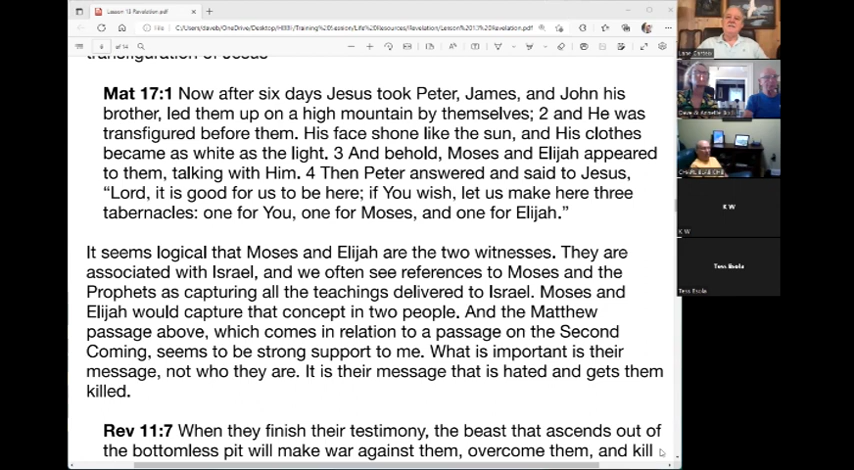 Lesson 13 Revelation.pdf
File
of 14
transfiguration of Jesus
Mat 17:1 Now after six days Jesus took Peter, James, and John his
brother, led them up on a high mountain by themselves; 2 and He was
transfigured before them. His face shone like the sun, and His clothes
became as white as the light. 3 And behold, Moses and Elijah appeared
to them, talking with Him. 4 Then Peter answered and said to Jesus,
“Lord, it is good for us to be here; if You wish, let us make here three
tabernacles: one for You, one for Moses, and one for Elijah.”
It seems logical that Moses and Elijah are the two witnesses. They are
associated with Israel, and we often see references to Moses and the
Prophets as capturing all the teachings delivered to Israel. Moses and
Elijah would capture that concept in two people. And the Matthew
passage above, which comes in relation to a passage on the Second
Coming, seems to be strong support to me. What is important is their
message, not who they are. It is their message that is hated and gets them
killed.
Rev 11:7 When they finish their testimony, the beast that ascends out of
the bottomless pit will make war against them, overcome them, and kill
K W
K W